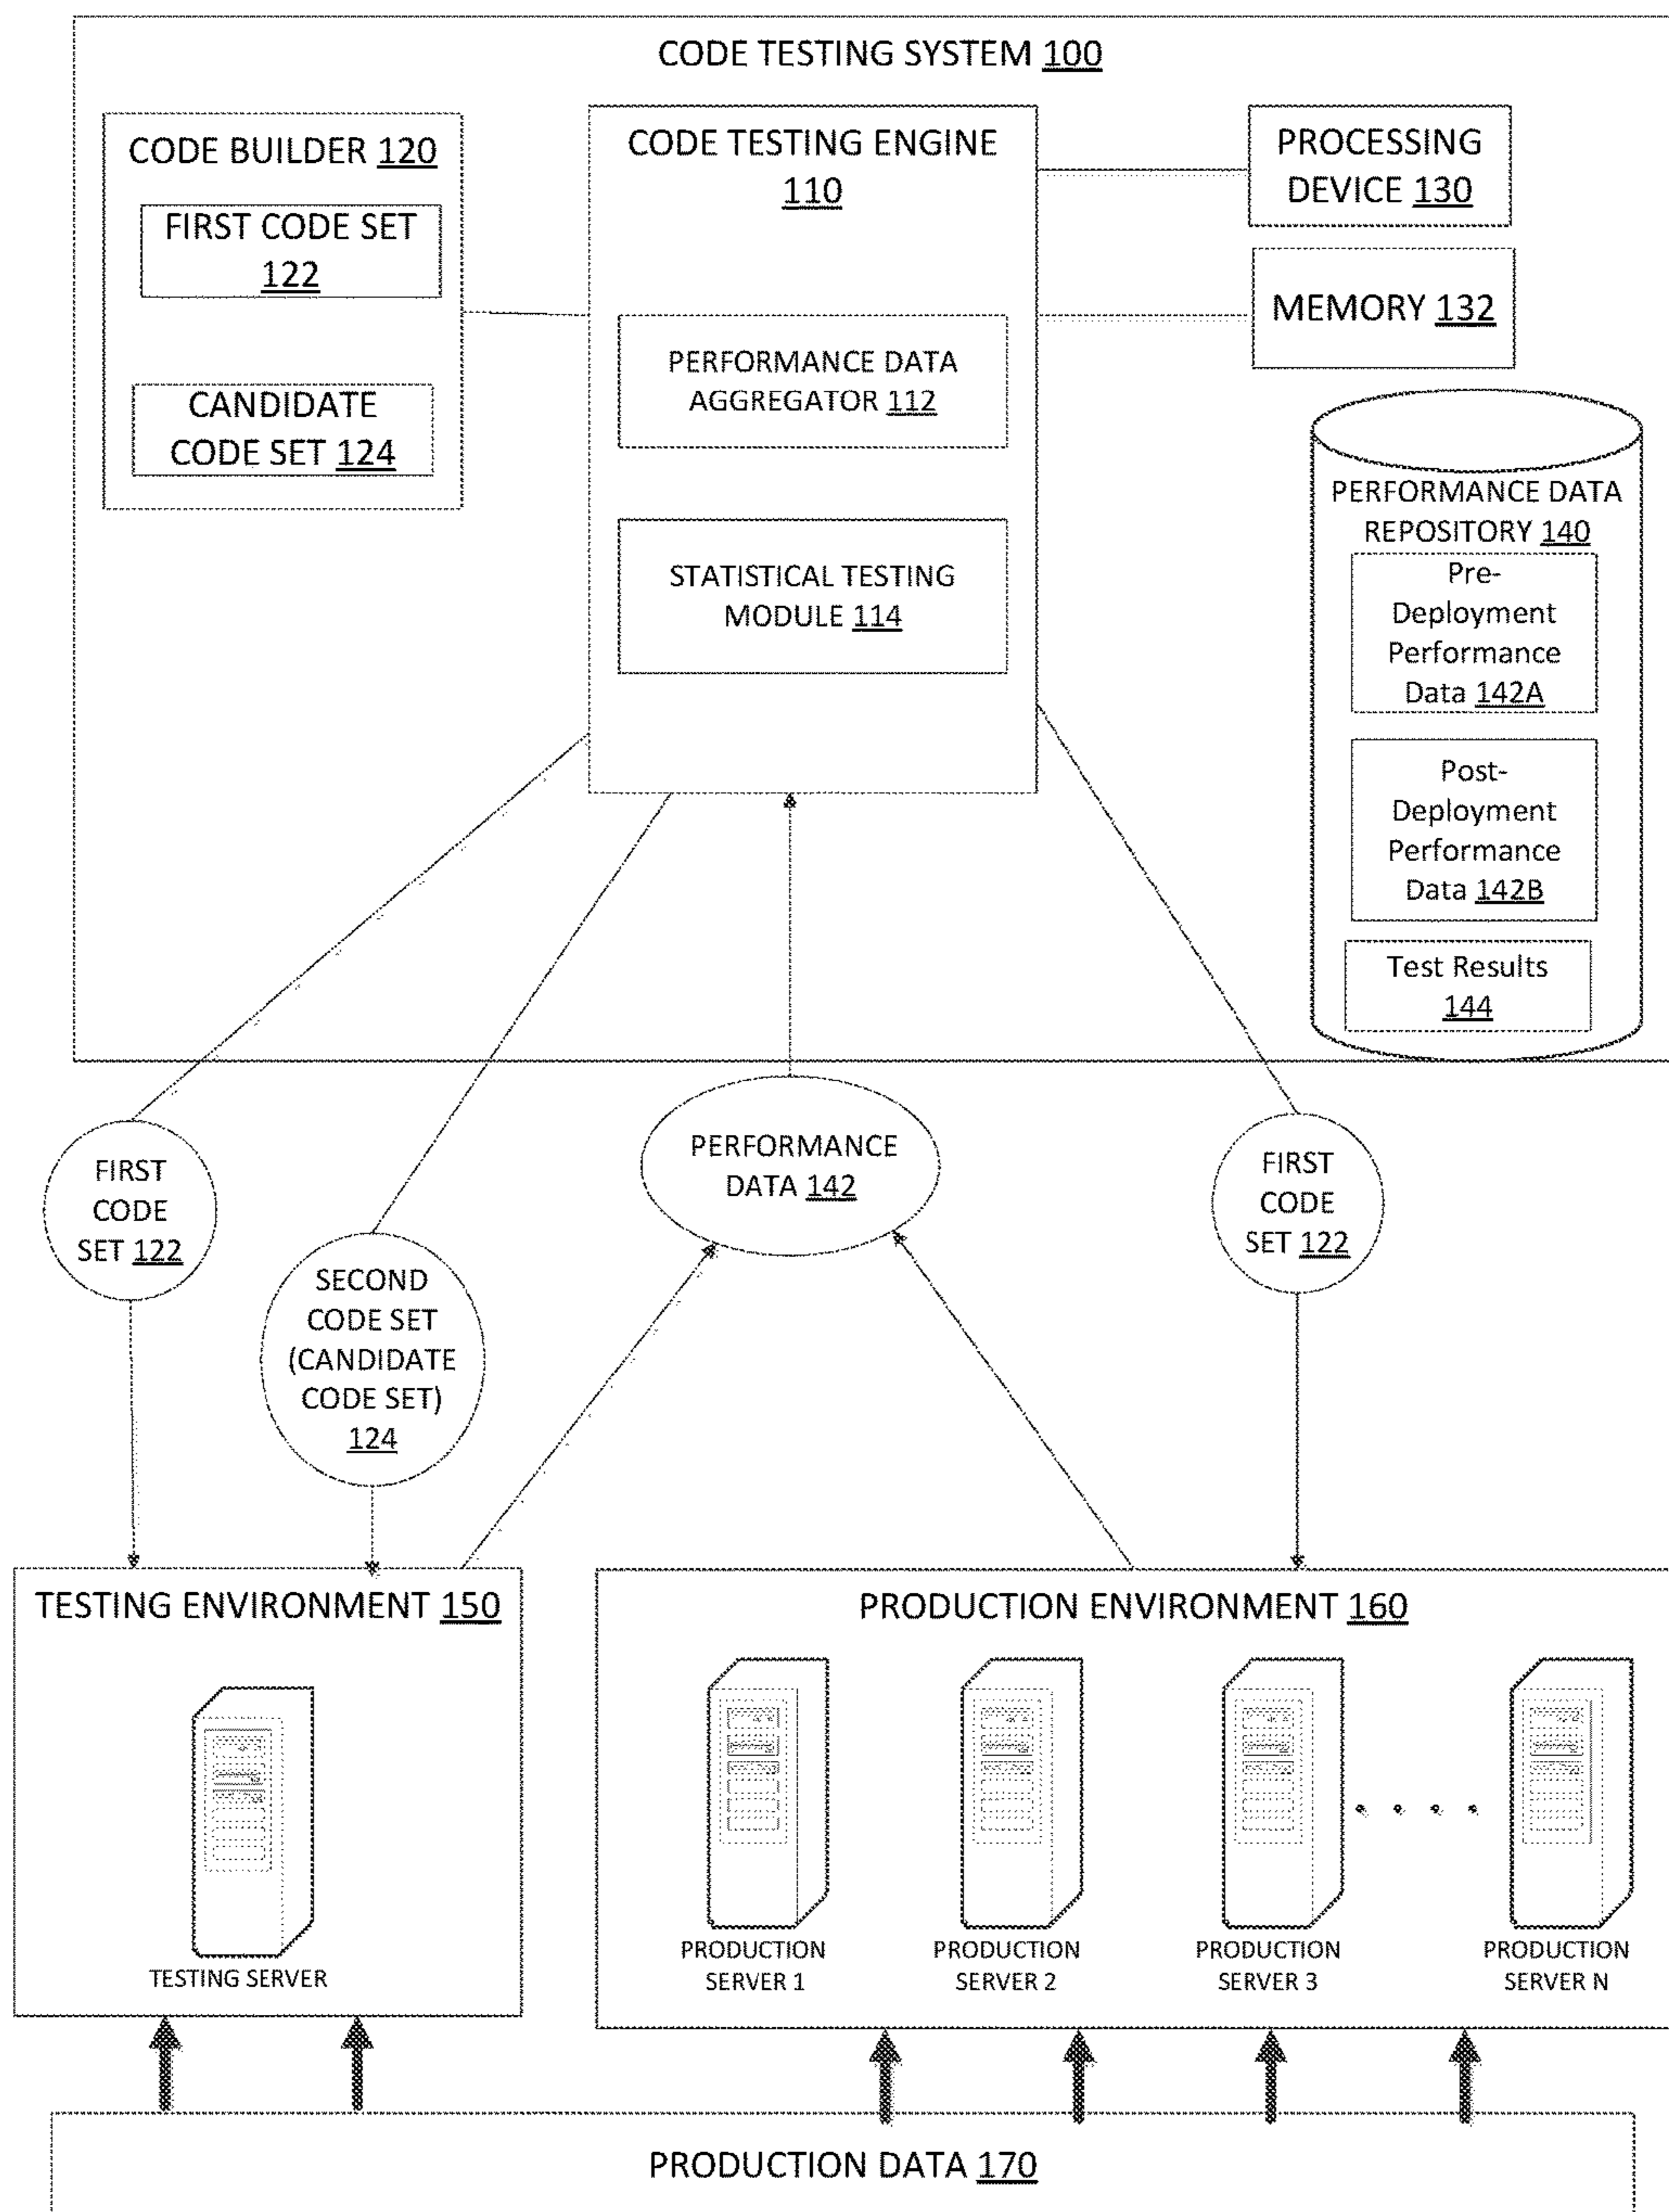 CODE TESTING SYSTEM 100
CODE BUILDER 120
FIRST CODE SET
122
CANDIDATE
CODE SET 124
CODE TESTING ENGINE
110
PERFORMANCE DATA
AGGREGATOR 112
STATISTICAL TESTING
MODULE 114
PROCESSING
DEVICE 130
MEMORY 132
PERFORMANCE DATA
REPOSITORY 140
Pre-
Deployment
Performance
Data 142A
Post-
Deployment
Performance
Data 142B
Test Results
144
FIRST
CODE
SET 122
SECOND
CODE SET
(CANDIDATE
CODE SET)
124
PERFORMANCE
DATA 142
FIRST
CODE
SET 122
TESTING ENVIRONMENT 150
TESTING SERVER
PRODUCTION ENVIRONMENT 160
PRODUCTION
SERVER 1
PRODUCTION
SERVER 2
PRODUCTION
SERVER 3
PRODUCTION
SERVER N
PRODUCTION DATA 170